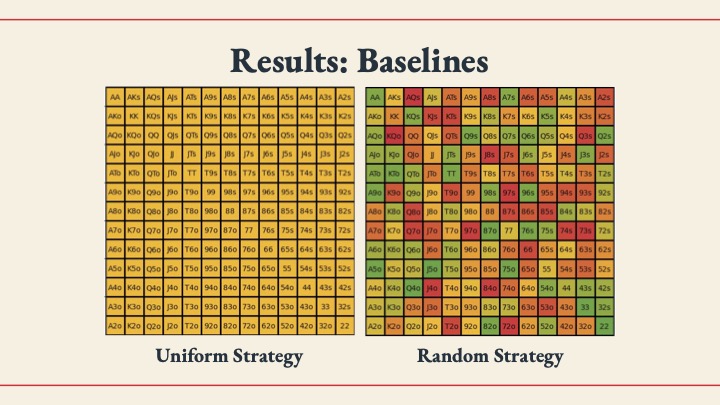 Results: Baselines
AA AKs AQs AJs ATs A9s A8s A7s A6s A5s A4s A3s A2s
AKo KK KQs KJs KTs K9s K8s K7s K6s K5s K4s K3s K2s
AQo KQo QQ QJs QTs Q9s Q8s Q7s Q6s Q5s Q4s Q3s Q2s
AJo KJo QJo JJ JTs J9s J8s J7s J6s J5s J4s J3s J2s
ATo KTo QTo JTo TT T9s T8s T7s T6s T5s T4s T3s T2s
A9o K9o Q9o J9o T9o 99 98s 97s 96s 95s 94s 93s 92s
A8o K8o Q8o J8o T8o 98o 88 87s 86s 85s 84s 83s 82s
A7o K7o Q7o J7o T7o 97o 87o 77 76s 75s 74s 73s 72s
A6o K6o Q6o J6o T6o 96o 86o 76o 66 65s 64s 63s 62s
A5o K5o Q5o J5o T5o 95o 85o 75o 65o 55 54s 53s 52s
A4o K4o Q4o J4o T4o 94o 84o 74o 64o 54o 44 43s 42s
A3o K3o Q3o J3o T3o 93o 83o 73o 63o 53o 43o 33 32s
A2o K2o Q2o J2o T2o 92o 82o 72o 62o 52o 42o 32o 22
Uniform Strategy
AA AKs AQs AJs ATs A9s A8s A7s A6s A5s A4s A3s A2s
AKo KK KQs KJs KTs K9s K8s K7s K6s K5s K4s K3s K2s
AQo KQo QQ QJs QTs Q9s Q8s Q7s Q6s Q5s Q4s Q3s Q2s
AJo KJo QJo JJ JTs J9s J8s J7s J6s J5s J4s J3s J2s
ATo KTo QTo JTo TT T9s T8s T7s T6s T5s T4s T3s T2s
A9o K9o Q9o J9o T9o 99 98s 97s 96s 95s 94s 93s 92s
A8o K8o Q8o J8o T8o 98o 88 87s 86s 85s 84s 83s 82s
A7o K7o Q7o J7o T7o 97o 87o 77 76s 75s 74s 73s 72s
A6o K6o Q6o J6o T6o 96o 86o 76o 66 65s 64s 63s 62s
A5o K5o Q5o J5o T5o 95o 85o 75o 65o 55 54s 53s 52s
A4o K4o Q4o J4o T4o 94o 84o 74o 64o 54o 44 43s 42s
A3o K3o Q3o J3o T3o 93o 83o 73o 63o 53o 43o 33 32s
A2o K2o Q2o J2o T2o 92o 82o 72o 62o 52o 42o 32o 22
Random Strategy